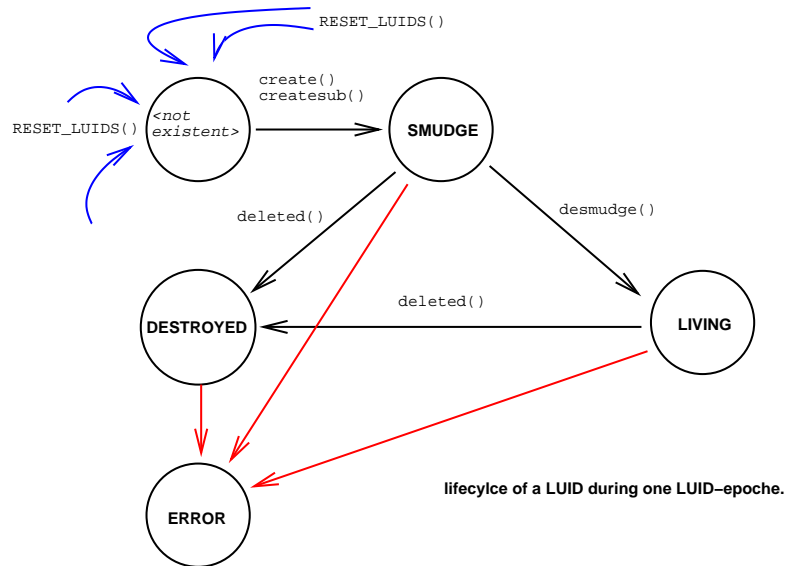 RESET_LUIDS()
create()
createsub()
<not
existent>
RESET_LUIDS()
SMUDGE
deleted()
desmudge()
deleted()
DESTROYED
LIVING
lifecylce of a LUID during one LUID–epoche.
ERROR